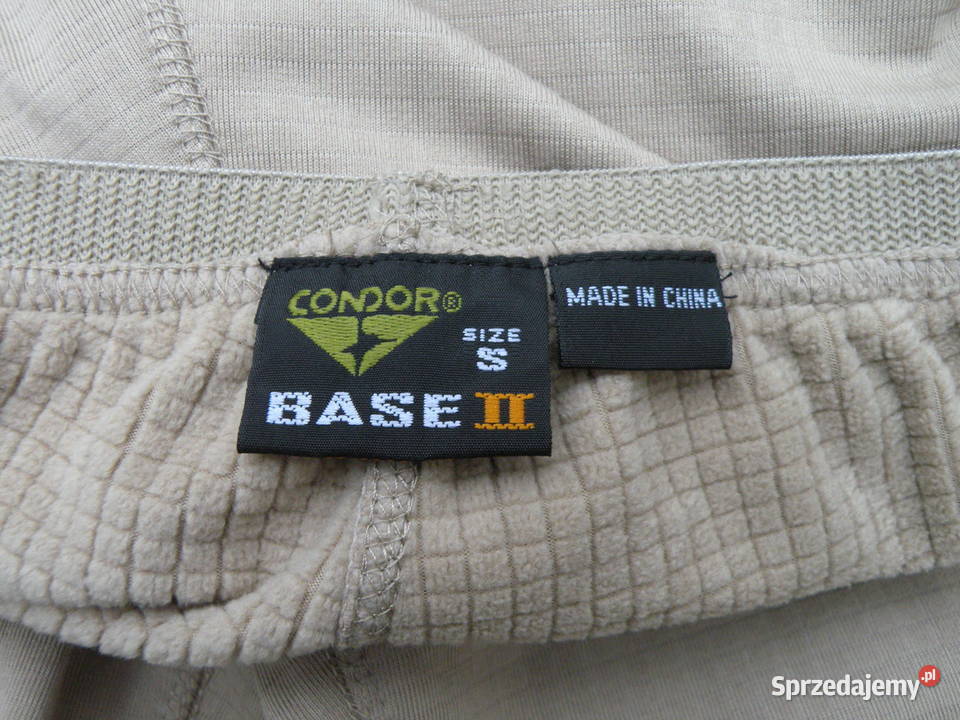 CONDOR®
SIZE
S
BASE II
MADE IN CHINA
Sprzedajemy.pl